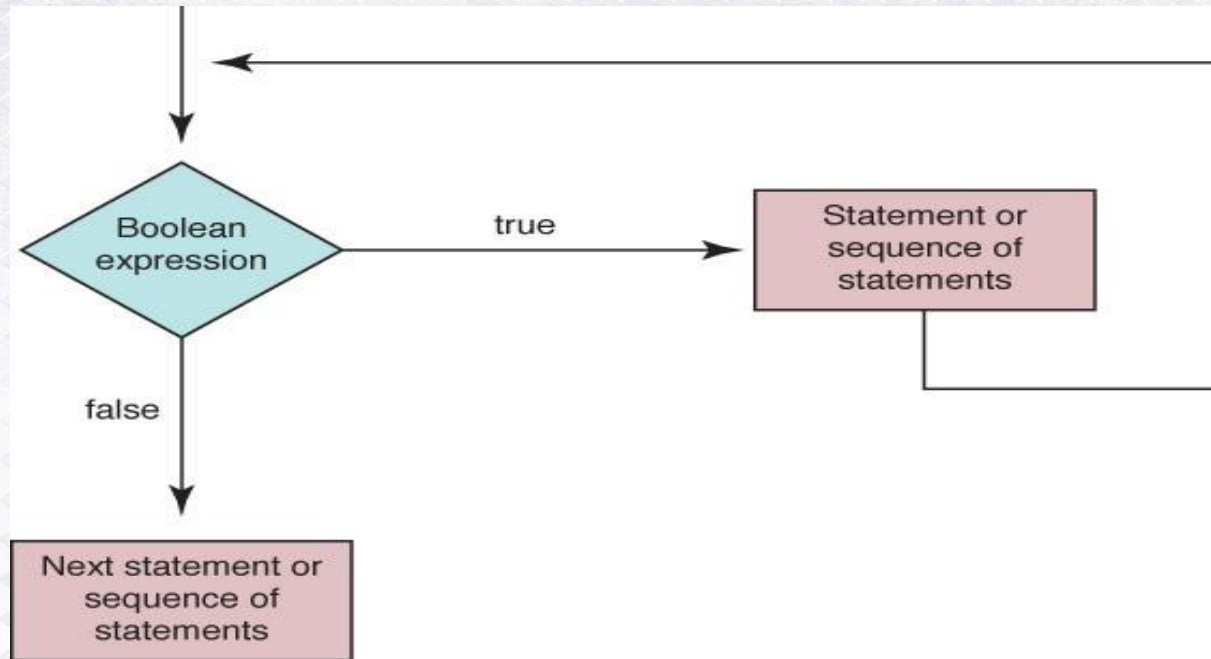 Boolean
expression
true
Statement or
sequence of
statements
false
Next statement or
sequence of
statements